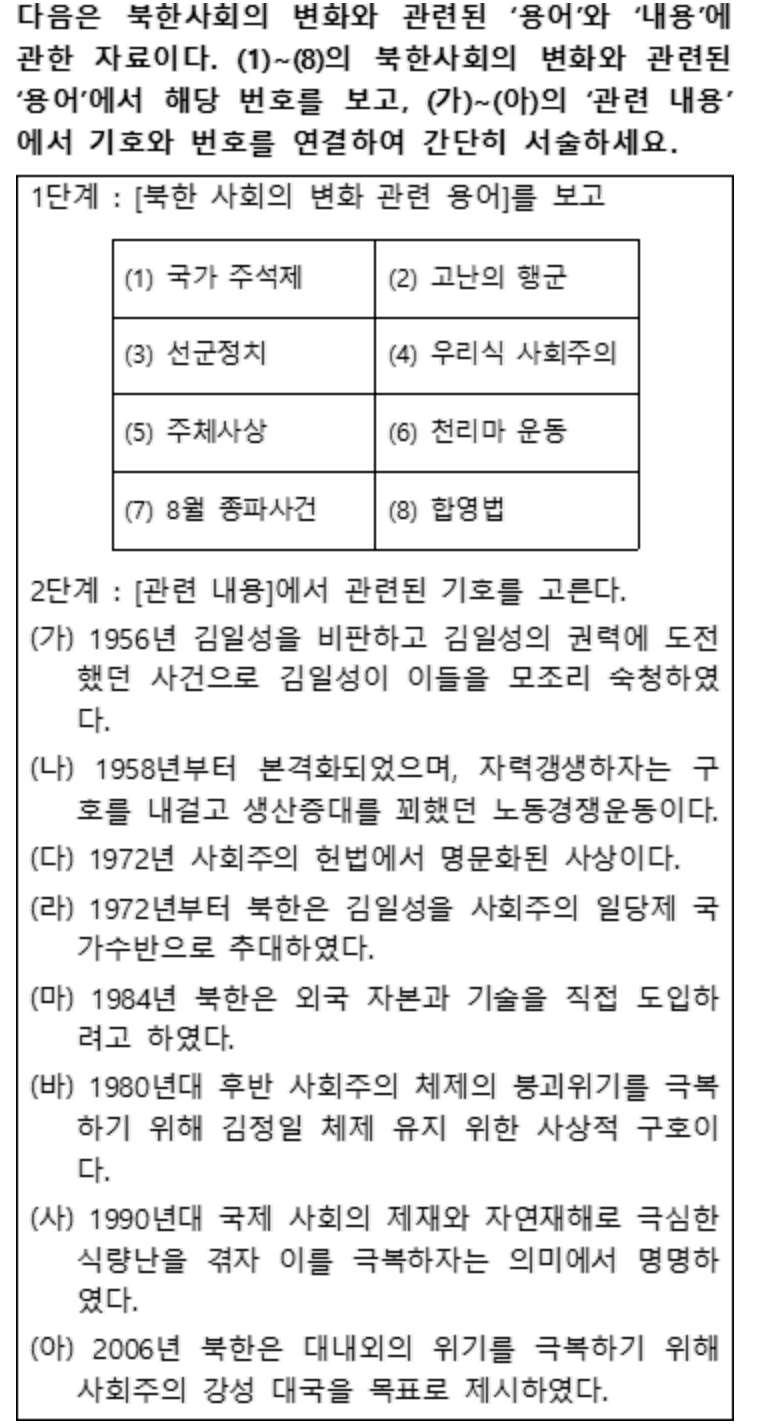 다음은 북한사회의 변화와 관련된 ‘용어’와 ‘내용’에
관한 자료이다. (1)~(8)의 북한사회의 변화와 관련된
‘용어’에서 해당 번호를 보고, (가)~(아)의 ‘관련 내용’
에서 기호와 번호를 연결하여 간단히 서술하세요.
1단계 : [북한 사회의 변화 관련 용어]를 보고
(1) 국가 주석제
(2) 고난의 행군
(3) 선군정치
(4) 우리식 사회주의
(5) 주체사상
(6) 천리마 운동
(7) 8월 종파사건
(8) 합영법
2단계 : [관련 내용]에서 관련된 기호를 고른다.
(가) 1956년 김일성을 비판하고 김일성의 권력에 도전
했던 사건으로 김일성이 이들을 모조리 숙청하였
다.
(나) 1958년부터 본격화되었으며, 자력갱생하자는 구
호를 내걸고 생산증대를 꾀했던 노동경쟁운동이다.
(다) 1972년 사회주의 헌법에서 명문화된 사상이다.
(라) 1972년부터 북한은 김일성을 사회주의 일당제 국
가수반으로 추대하였다.
(마) 1984년 북한은 외국 자본과 기술을 직접 도입하
려고 하였다.
(바) 1980년대 후반 사회주의 체제의 붕괴위기를 극복
하기 위해 김정일 체제 유지 위한 사상적 구호이
다.
(사) 1990년대 국제 사회의 제재와 자연재해로 극심한
식량난을 겪자 이를 극복하자는 의미에서 명명하
였다.
(아) 2006년 북한은 대내외의 위기를 극복하기 위해
사회주의 강성 대국을 목표로 제시하였다.